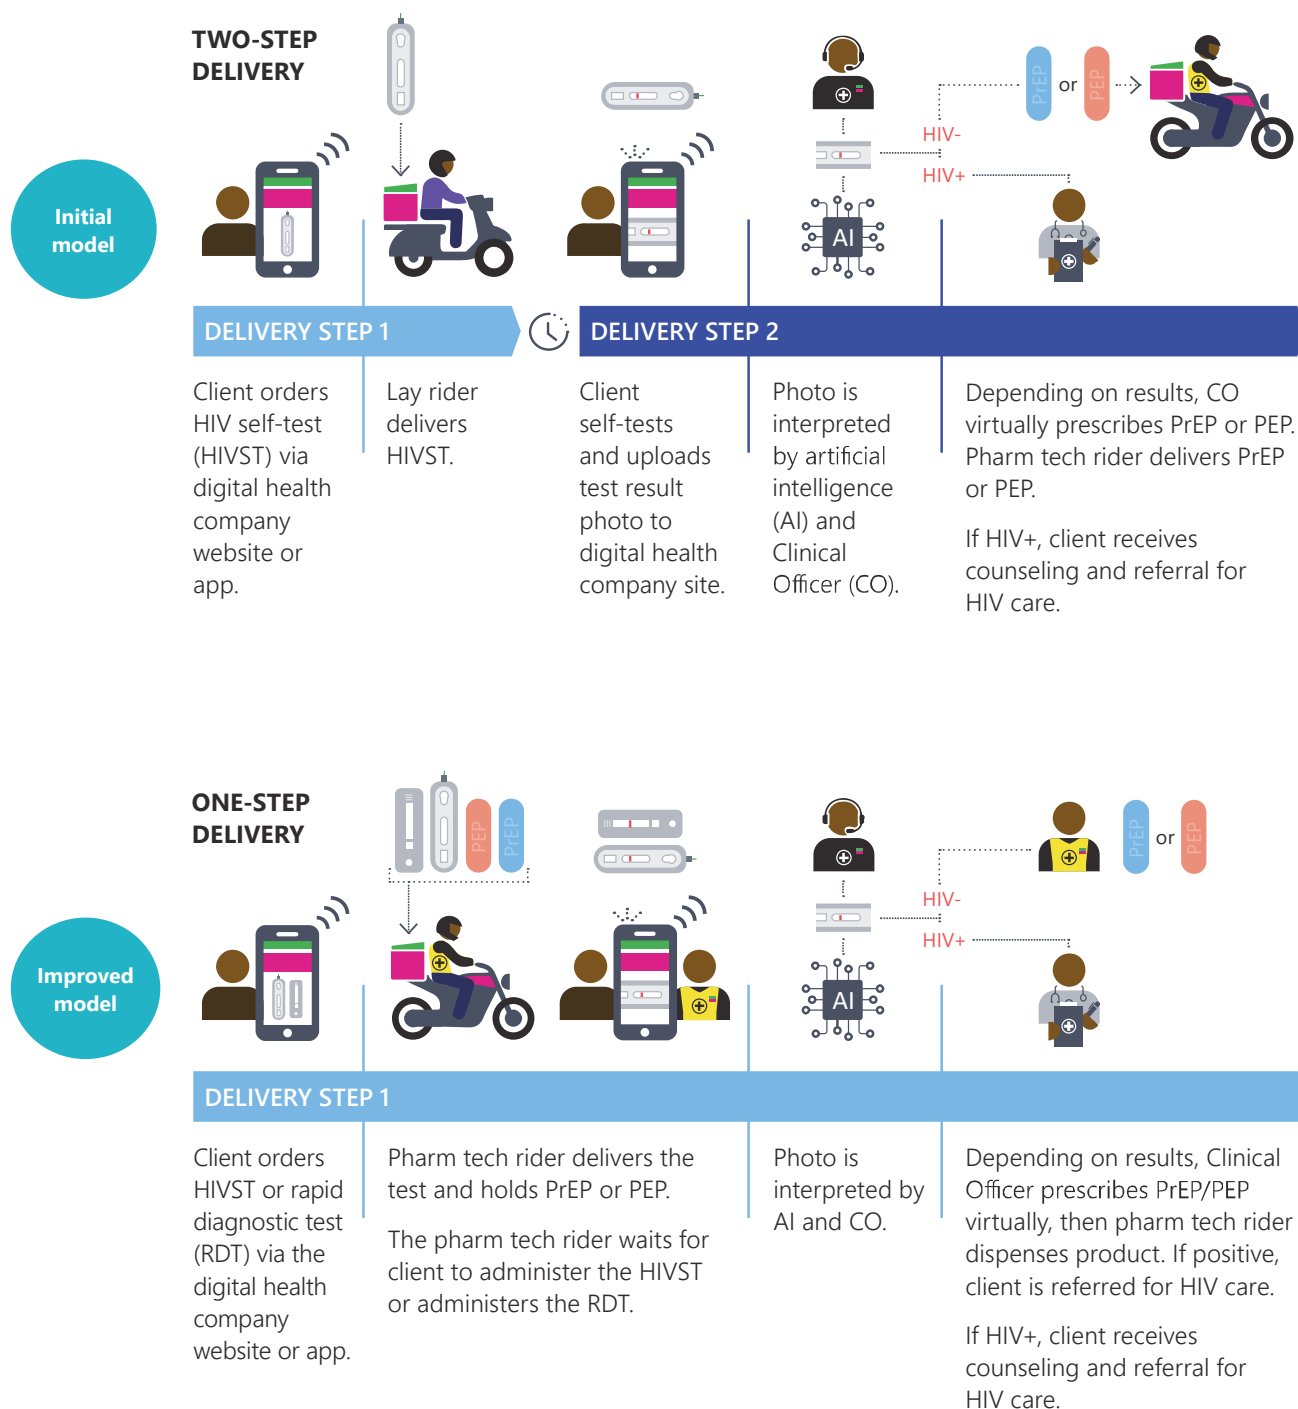 TWO-STEP
DELIVERY
PrEP
or
PEP
HIV-
HIV+
AI
Initial
model
DELIVERY STEP 1
DELIVERY STEP 2
Client orders
HIV self-test
(HIVST) via
digital health
company
website or
app.
Lay rider
delivers
HIVST.
Client
self-tests
and uploads
test result
photo to
digital health
company site.
Photo is
interpreted
by artificial
intelligence
(AI) and
Clinical
Officer (CO).
Depending on results, CO
virtually prescribes PrEP or PEP.
Pharm tech rider delivers PrEP
or PEP.
If HIV+, client receives
counseling and referral for
HIV care.
ONE-STEP
DELIVERY
PEP
PrEP
PrEP
or
PEP
HIV-
HIV+
AI
Improved
model
DELIVERY STEP 1
Client orders
HIVST or rapid
diagnostic test
(RDT) via the
digital health
company
website or app.
Pharm tech rider delivers the
test and holds PrEP or PEP.
The pharm tech rider waits for
client to administer the HIVST
or administers the RDT.
Photo is
interpreted by
AI and CO.
Depending on results, Clinical
Officer prescribes PrEP/PEP
virtually, then pharm tech rider
dispenses product. If positive,
client is referred for HIV care.
If HIV+, client receives
counseling and referral for
HIV care.